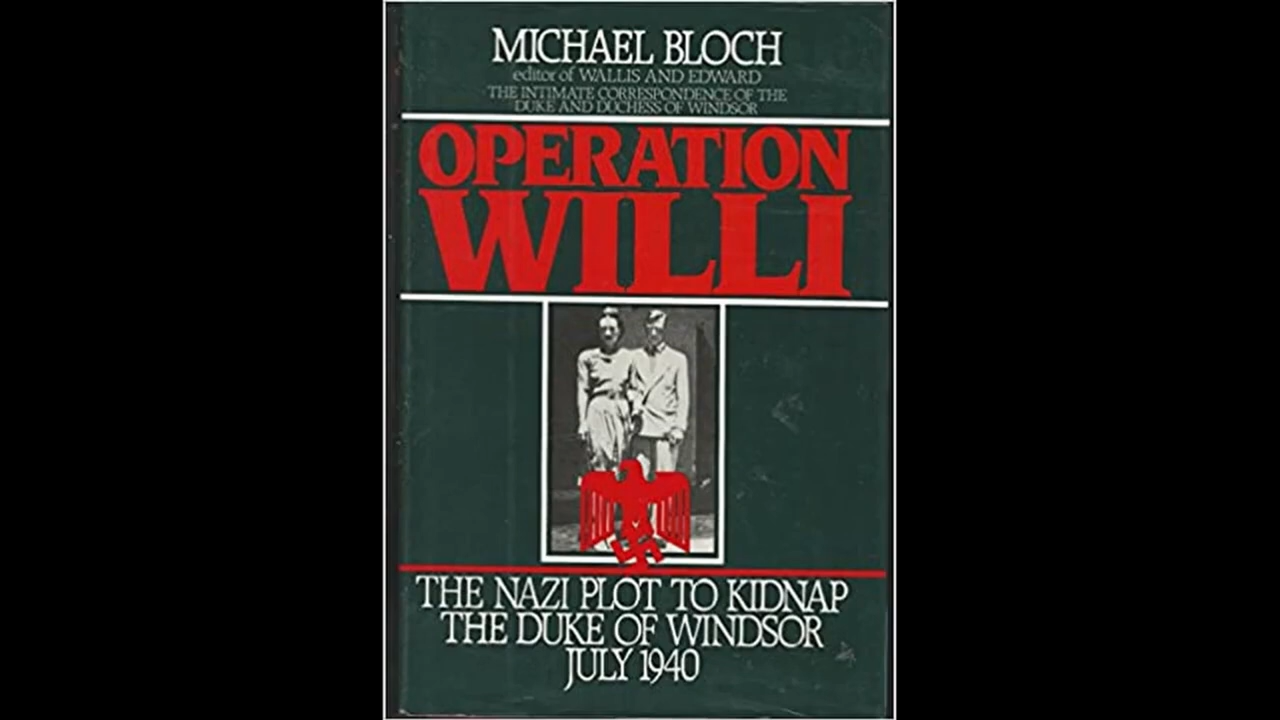 MICHAEL BLOCH
editor of WALLIS AND EDWARD
THE INTIMATE CORRESPONDENCE OF THE
DUKE AND DUCHESS OF WINDSOR
OPERATION
WILLI
THE NAZI PLOT TO KIDNAP
THE DUKE OF WINDSOR
JULY 1940